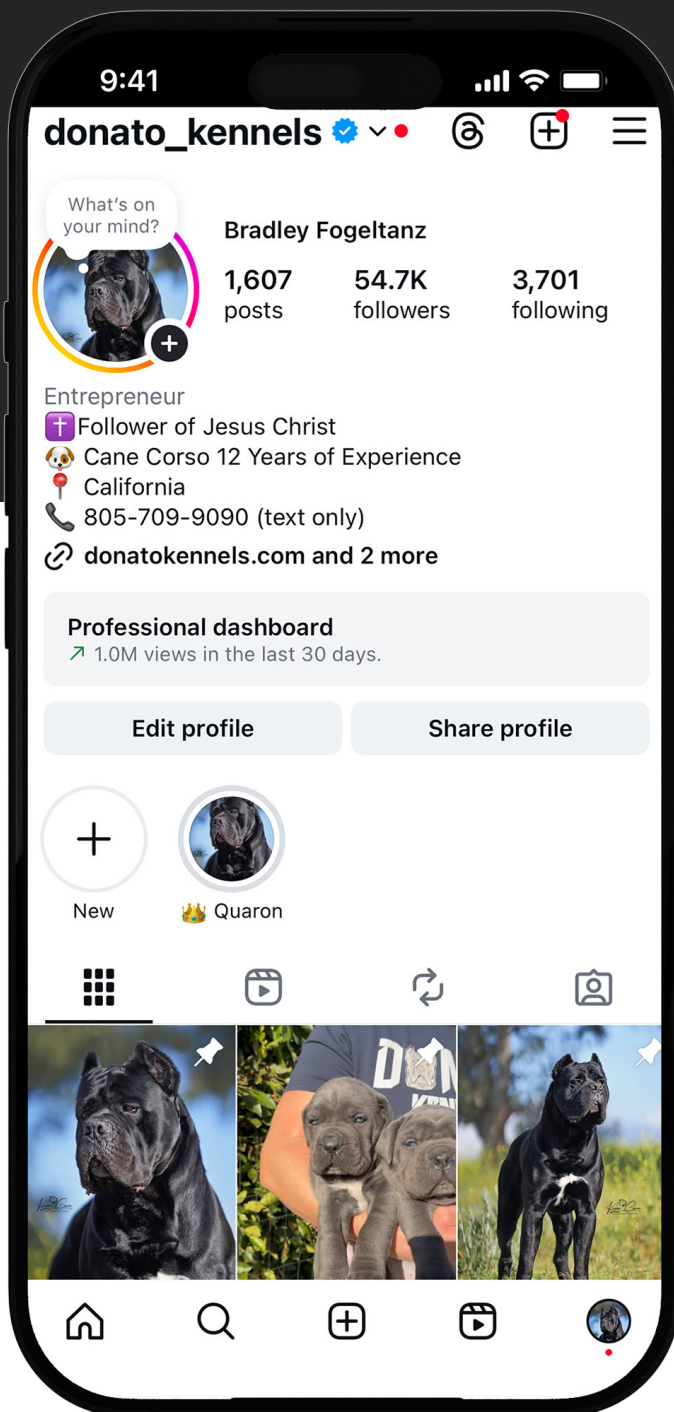 9:41
donato_kennels
What's on
your mind?
Bradley Fogeltanz
1,607 54.7K 3,701
posts followers following
Entrepreneur
✝️Follower of Jesus Christ
🐶 Cane Corso 12 Years of Experience
📍 California
📞 805-709-9090 (text only)
donatokennels.com and 2 more
Professional dashboard
1.0M views in the last 30 days.
Edit profile Share profile
New 👑 Quaron